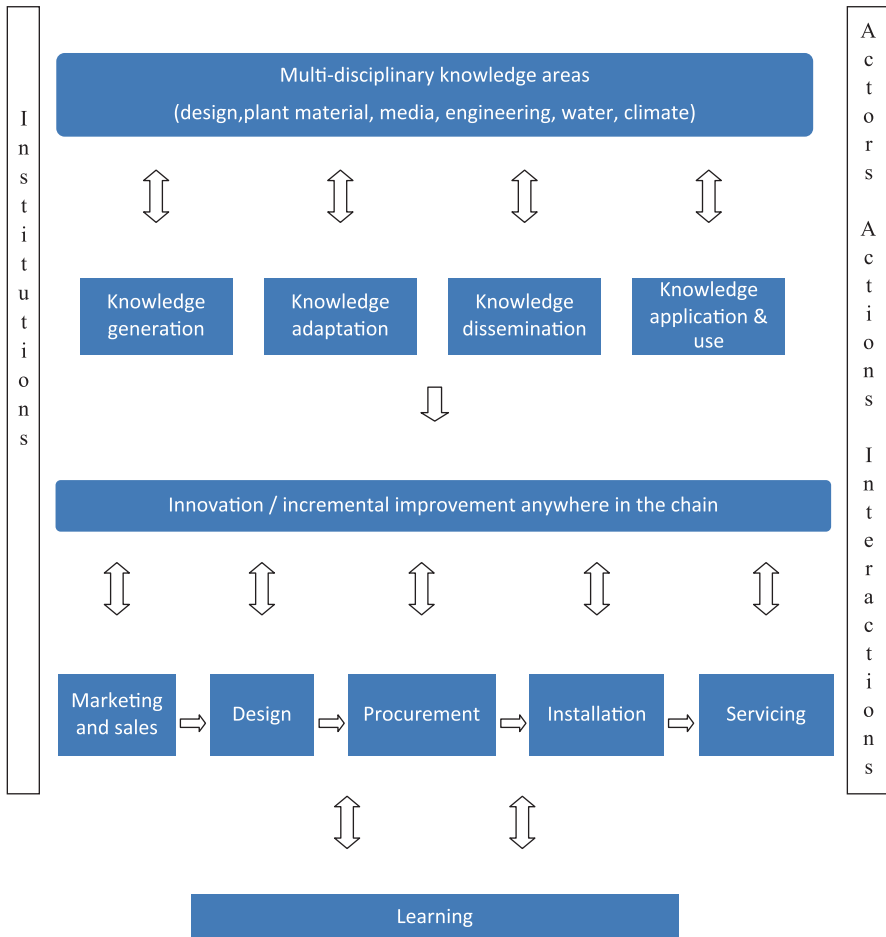 Institutions
Multi-disciplinary knowledge areas
(design,plant material, media, engineering, water, climate)
Knowledge
generation
Knowledge
adaptation
Knowledge
dissemination
Knowledge
application &
use
Innovation / incremental improvement anywhere in the chain
Marketing
and sales
Design
Procurement
Installation
Servicing
Learning
Actors Actions Interactions